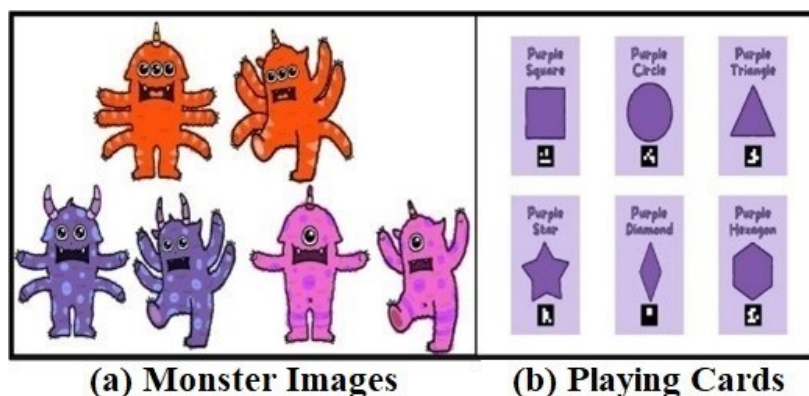 Purple
Square
Purple
Circle
Purple
Triangle
Purple
Star
Purple
Diamond
Purple
Hexagon
(a) Monster Images
(b) Playing Cards